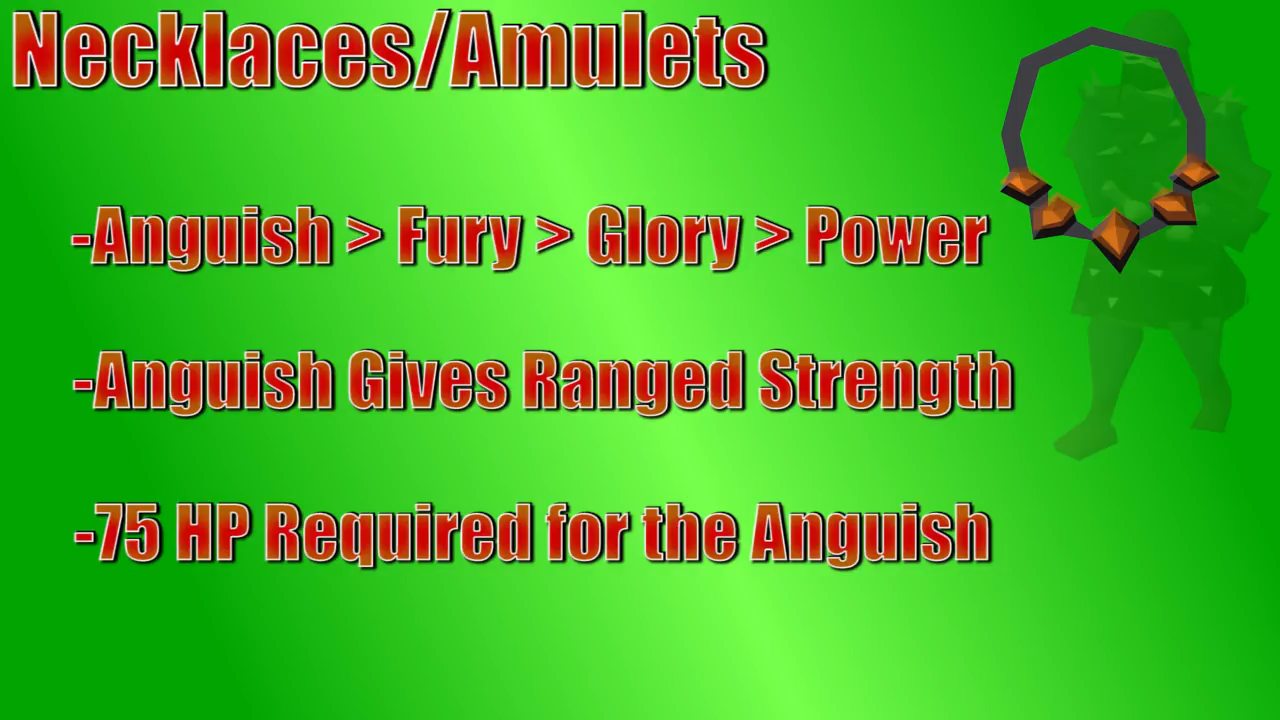 Necklaces/Amulets
-Anguish > Fury > Glory > Power
-Anguish Gives Ranged Strength
-75 HP Required for the Anguish